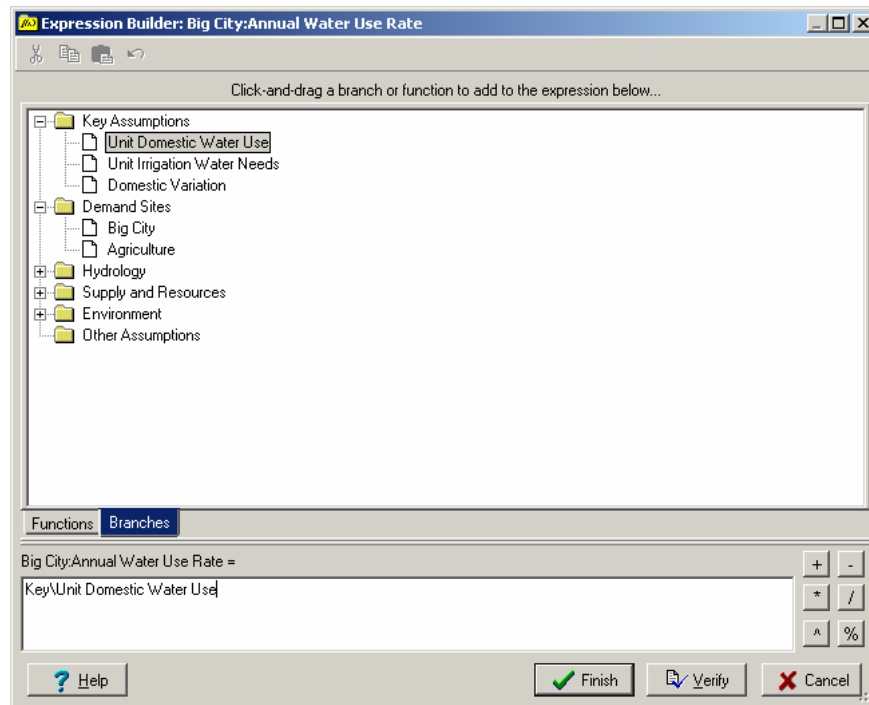 Expression Builder: Big City:Annual Water Use Rate
Click-and-drag a branch or function to add to the expression below...
Key Assumptions
Unit Domestic Water Use
Unit Irrigation Water Needs
Domestic Variation
Demand Sites
Big City
Agriculture
Hydrology
Supply and Resources
Environment
Other Assumptions
Functions Branches
Big City:Annual Water Use Rate =
+ -
Key\Unit Domestic Water Use
* /
^ %
? Help Finish Verify Cancel